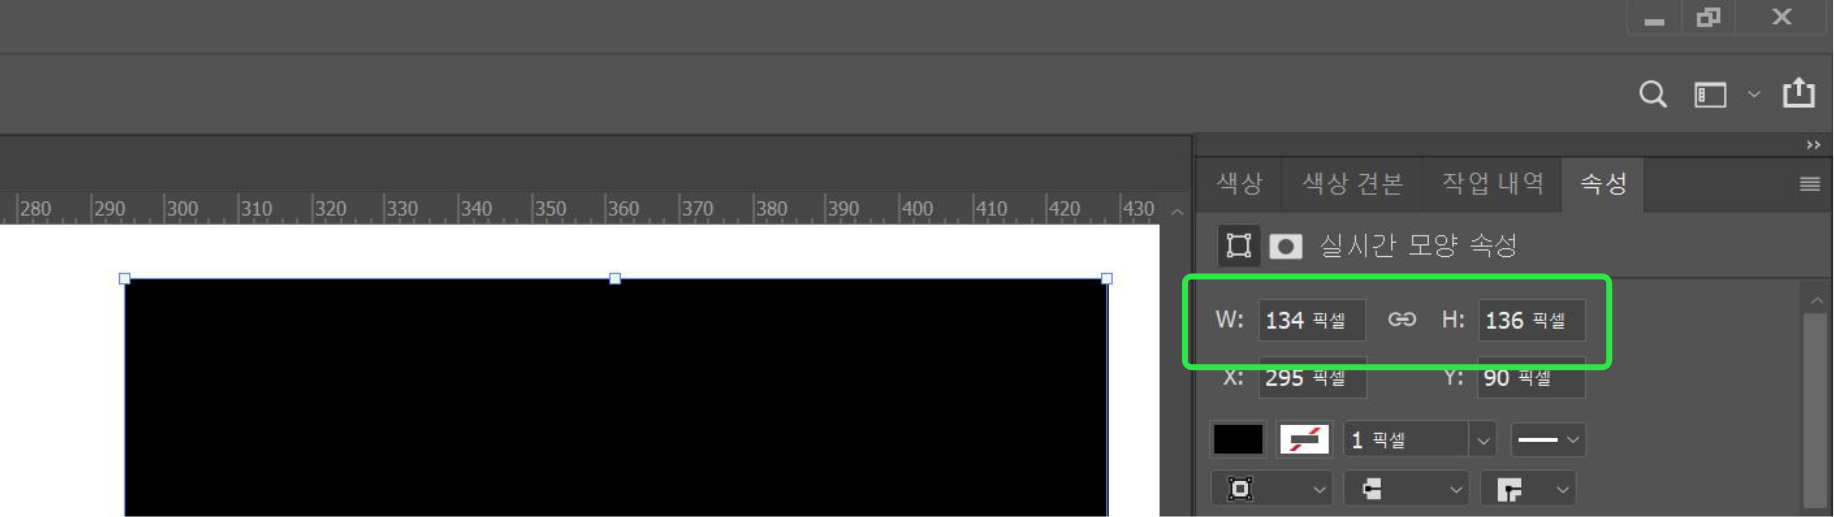 280 290 300 310 320 330 340 350 360 370 380 390 400 410 420 430
색상 색상 견본 작업 내역 속성
실시간 모양 속성
W: 134 픽셀 H: 136 픽셀
X: 295 픽셀 Y: 90 픽셀
1 픽셀